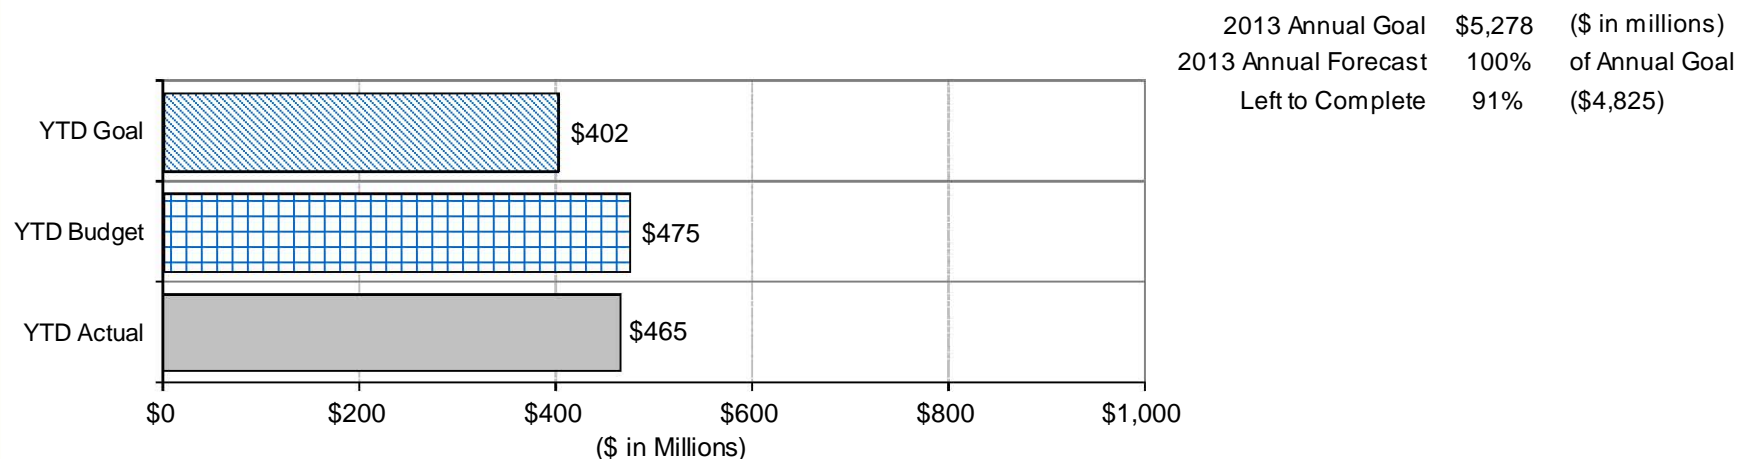 2013 Annual Goal $5,278 ($ in millions)
2013 Annual Forecast 100% of Annual Goal
Left to Complete 91% ($4,825)
YTD Goal $402
YTD Budget $475
YTD Actual $465
$0 $200 $400 $600 $800 $1,000
($ in Millions)